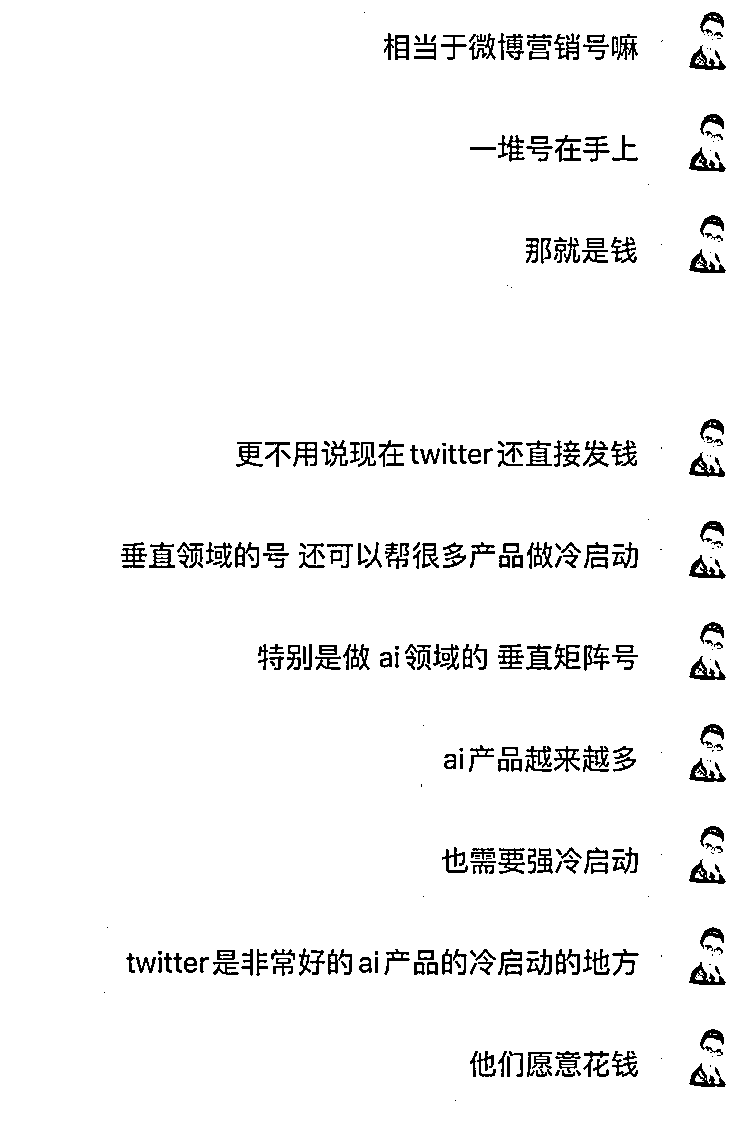 相当于微博营销号嘛
一堆号在手上
那就是钱
更不用说现在twitter还直接发钱
垂直领域的号 还可以帮很多产品做冷启动
特别是做 ai领域的 垂直矩阵号
ai产品越来越多
也需要强冷启动
twitter是非常好的ai产品的冷启动的地方
他们愿意花钱